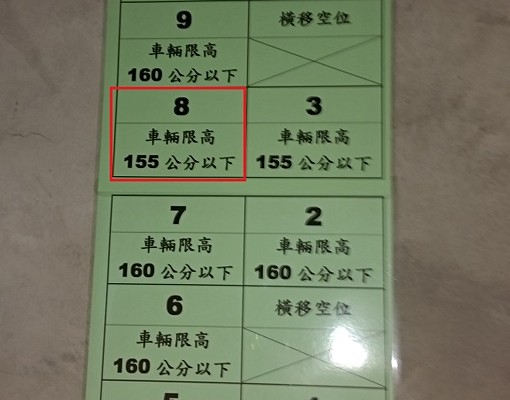 9 橫移空位
車輛限高
160 公分以下
8 3
車輛限高 車輛限高
155 公分以下 155 公分以下
7 2
車輛限高 車輛限高
160 公分以下 160 公分以下
6 橫移空位
車輛限高
160 公分以下
5